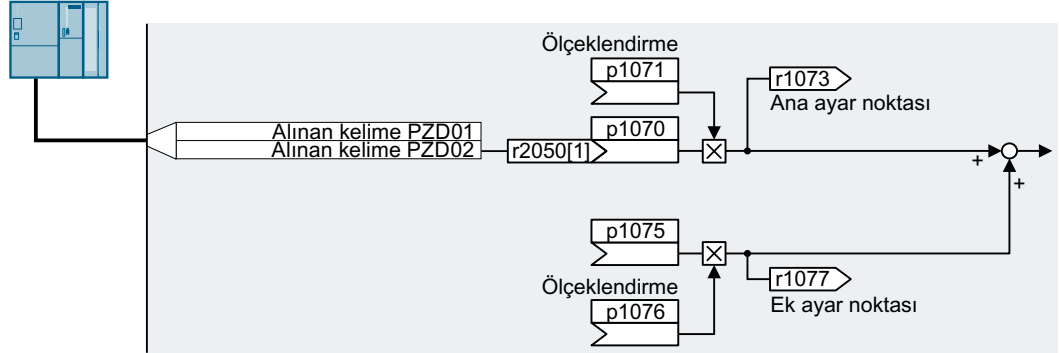 Ölçeklendirme
p1071
r1073
Ana ayar noktası
Alınan kelime PZD01
p1070
Alınan kelime PZD02
r2050[1]
+
+
p1075
r1077
Ölçeklendirme
Ek ayar noktası
p1076